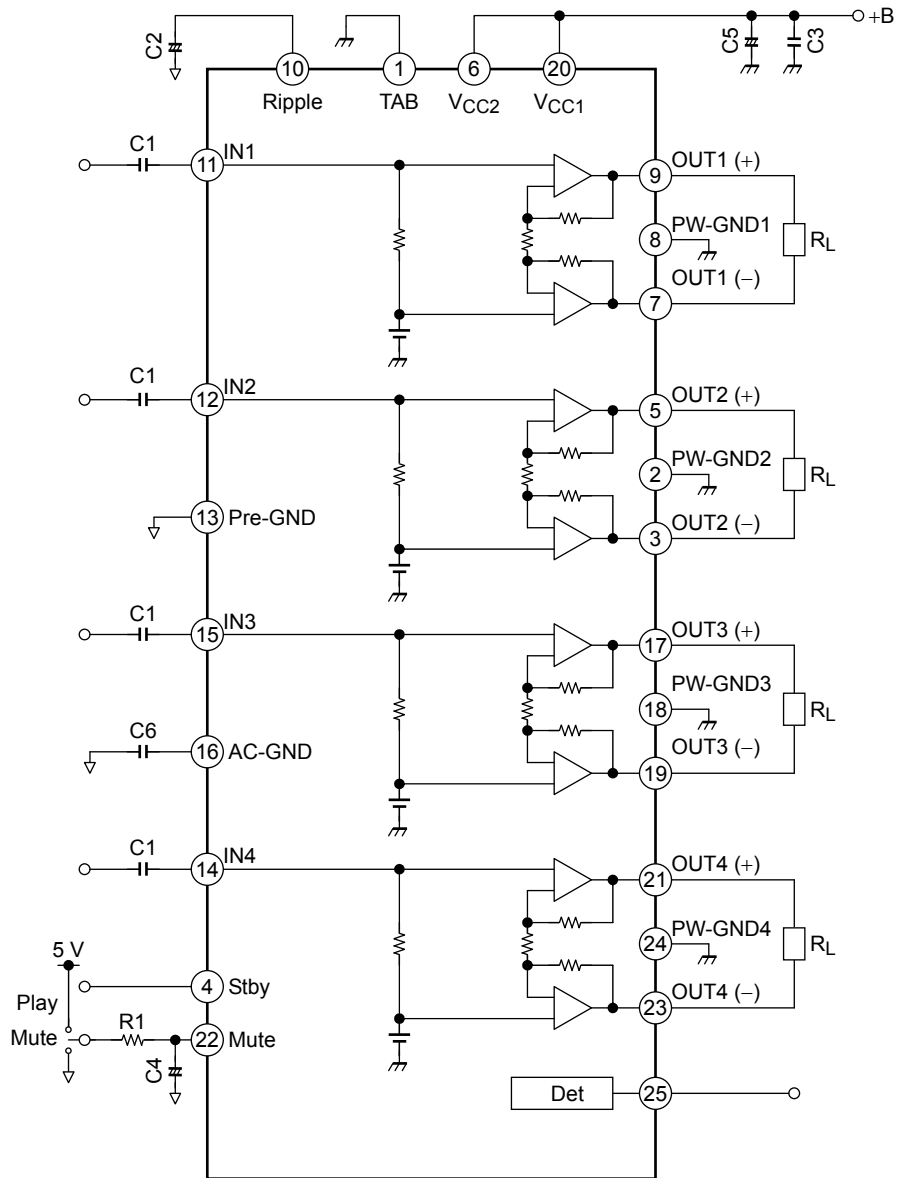 +B
C2
C5
C3
10
1
6
20
Ripple
TAB
VCC2
VCC1
C1
11
IN1
9
OUT1 (+)
8
PW-GND1
RL
7
OUT1 (−)
C1
12
IN2
5
OUT2 (+)
2
PW-GND2
RL
13
Pre-GND
3
OUT2 (−)
C1
15
IN3
17
OUT3 (+)
18
PW-GND3
RL
C6
16
AC-GND
19
OUT3 (−)
C1
14
IN4
21
OUT4 (+)
24
PW-GND4
RL
5 V
4
Stby
23
OUT4 (−)
Play
Mute
R1
22
Mute
C4
Det
25